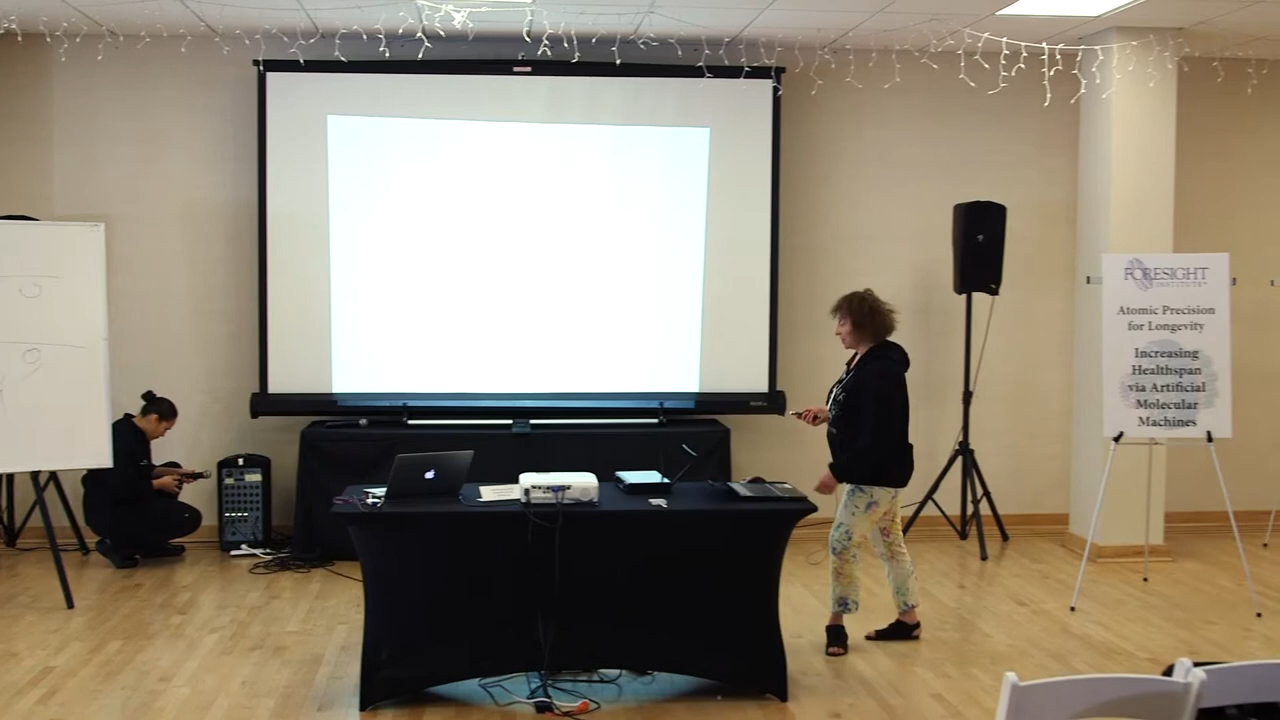 FORESIGHT
INSTITUTE
Atomic Precision
for Longevity
Increasing
Healthspan
via Artificial
Molecular
Machines